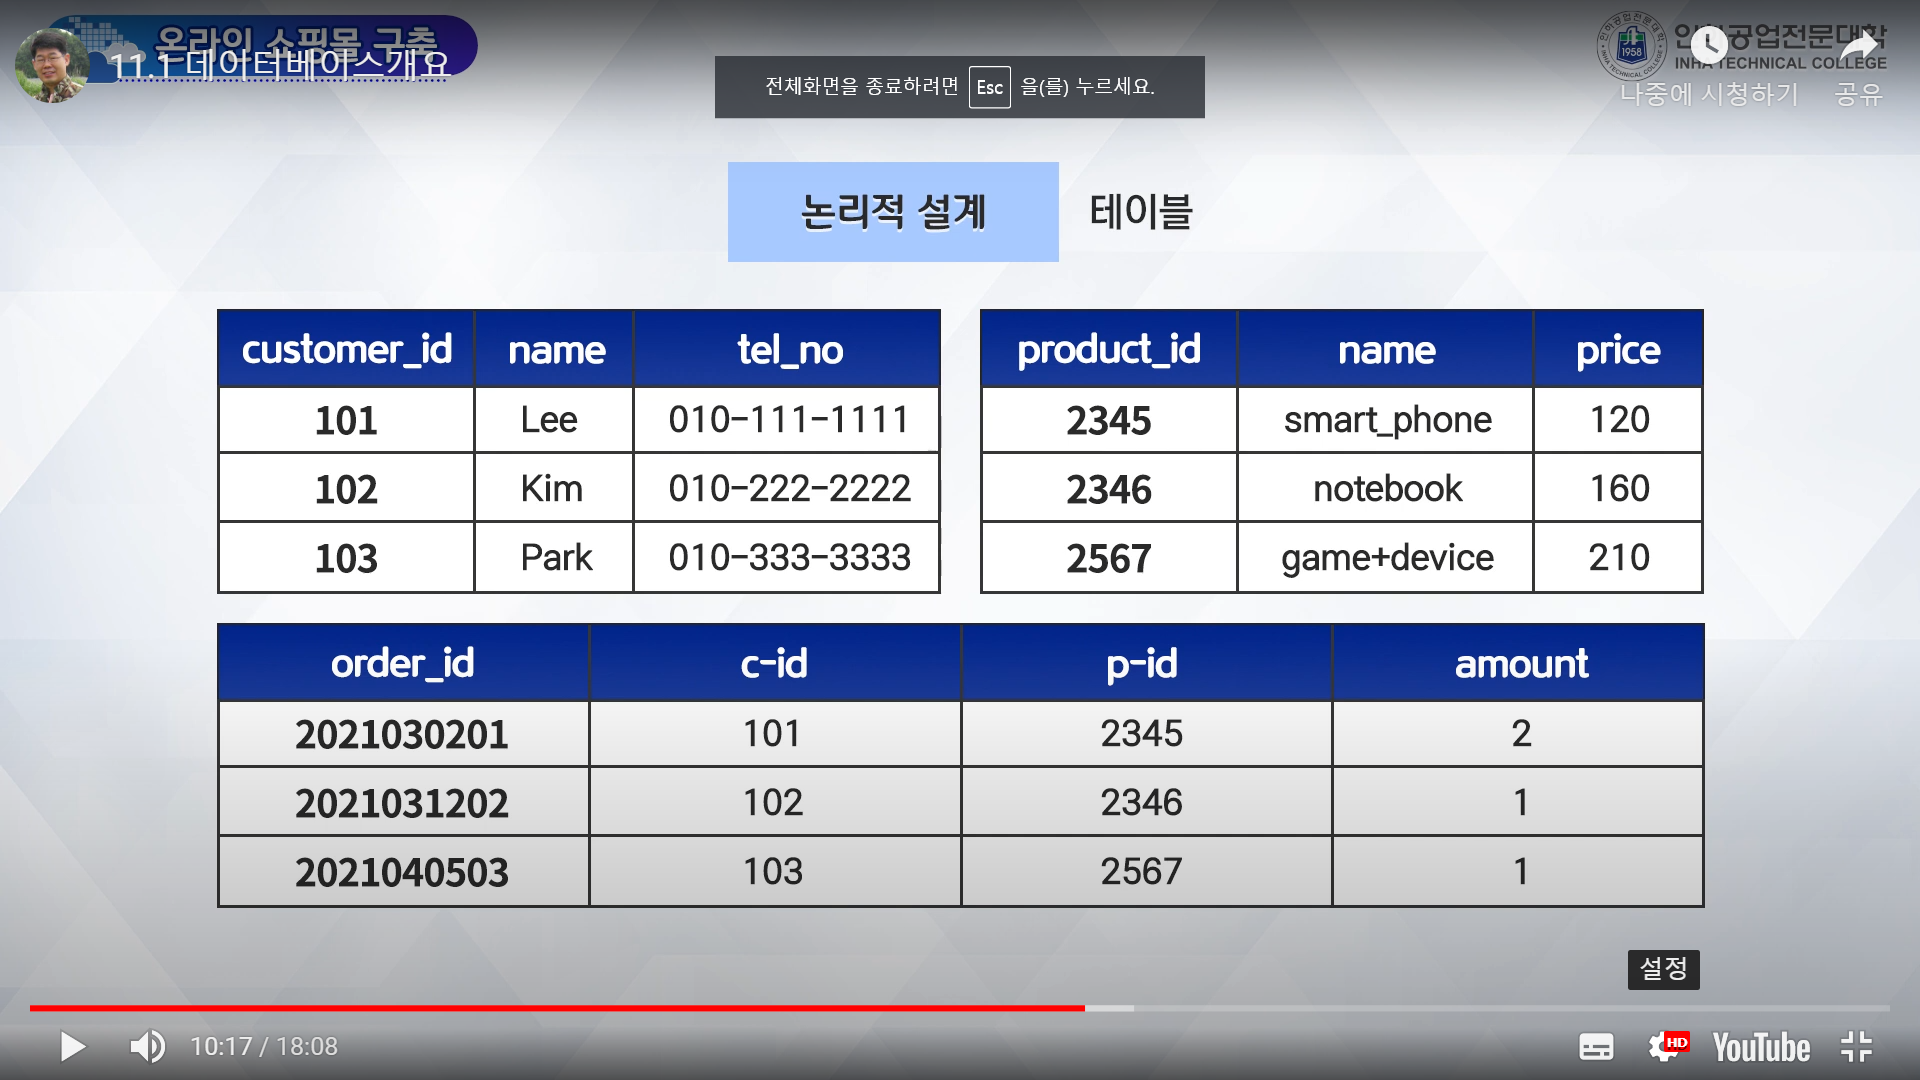 온라인 쇼핑몰 구축
11.1 데이터베이스개요
전체화면을 종료하려면 Esc 을(를) 누르세요.
1958
인하공업전문대학
INHA TECHNICAL COLLEGE
나중에 시청하기 공유
논리적 설계 테이블
customer_id name tel_no
101 Lee 010-111-1111
102 Kim 010-222-2222
103 Park 010-333-3333
product_id name price
2345 smart_phone 120
2346 notebook 160
2567 game+device 210
order_id c-id p-id amount
2021030201 101 2345 2
2021031202 102 2346 1
2021040503 103 2567 1
설정
10:17 / 18:08
HD YouTube